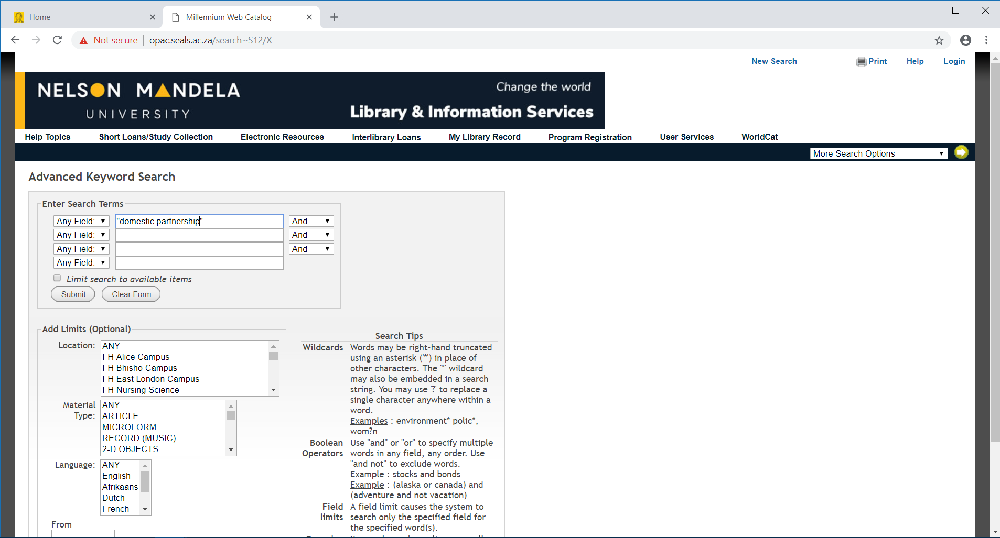 Home
Millennium Web Catalog
Not secure | opac.seals.ac.za/search~S12/X
New Search Print Help Login
NELSON MANDELA
UNIVERSITY
Change the world
Library & Information Services
Help Topics Short Loans/Study Collection Electronic Resources Interlibrary Loans My Library Record Program Registration User Services WorldCat
More Search Options
Advanced Keyword Search
Enter Search Terms
Any Field: "domestic partnership" And
Any Field: And
Any Field: And
Any Field:
Limit search to available items
Submit Clear Form
Add Limits (Optional)
Location: ANY
FH Alice Campus
FH Bhisho Campus
FH East London Campus
FH Nursing Science
Material Type: ANY
ARTICLE
MICROFORM
RECORD (MUSIC)
2-D OBJECTS
Language: ANY
English
Afrikaans
Dutch
French
From
Search Tips
Wildcards Words may be right-hand truncated
using an asterisk ('*') in place of
other characters. The '*' wildcard
may also be embedded in a search
string. You may use '?' to replace a
single character anywhere within a
word.
Examples : environment* polic*,
wom?n
Boolean Use "and" or "or" to specify multiple
Operators words in any field, any order. Use
"and not" to exclude words.
Example : stocks and bonds
Example : (alaska or canada) and
(adventure and not vacation)
Field A field limit causes the system to
limits search only the specified field for
the specified word(s).